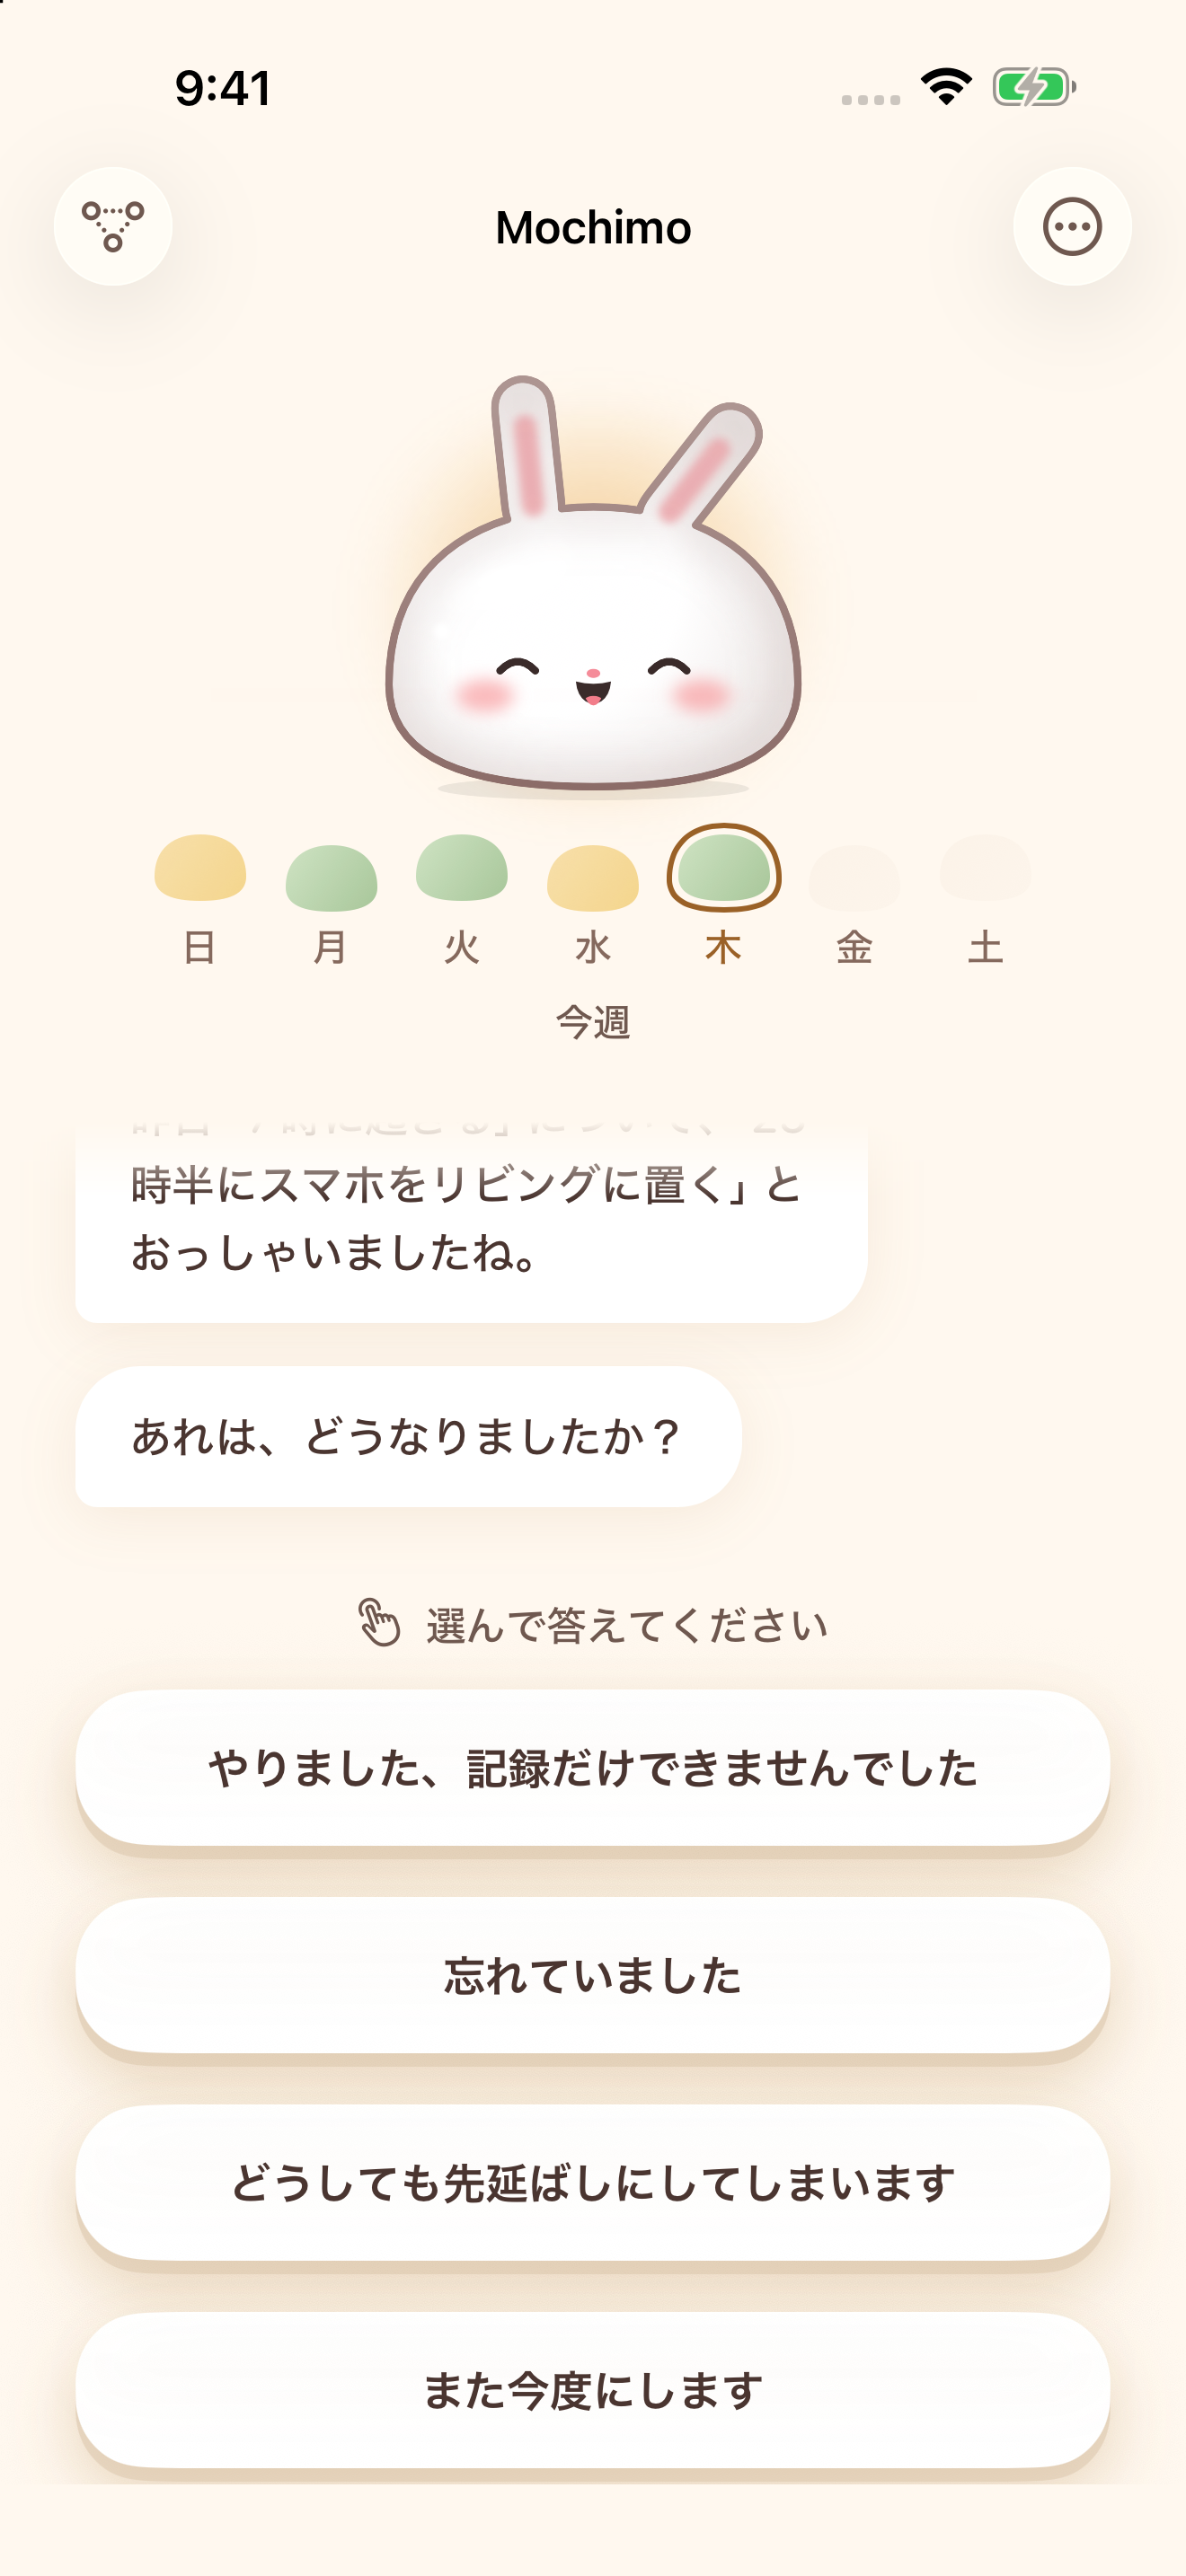 9:41
Mochimo
日 月 火 水 木 金 土
今週
時半にスマホをリビングに置く」と
おっしゃいましたね。
あれは、どうなりましたか？
選んで答えてください
やりました、記録だけできませんでした
忘れていました
どうしても先延ばしにしてしまいます
また今度にします